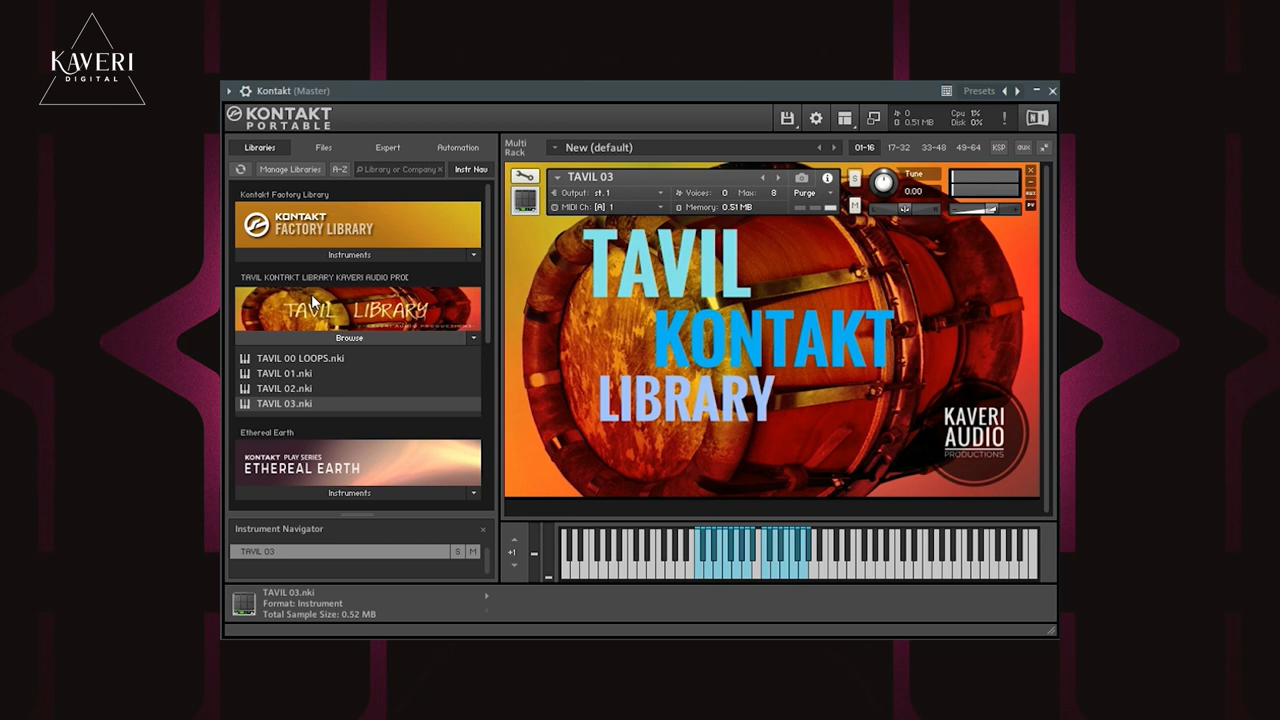 KAVERI
DIGITAL
Kontakt (Master)
Presets
KONTAKT
PORTABLE
0
0.51 MB
Cpu 1%
Disk 0%
!
Libraries
Files
Expert
Automation
Multi
Rack
New (default)
01-16
17-32
33-48
49-64
KSP
aux
Manage Libraries
A-Z
Library or Company
Instr Nav
Kontakt Factory Library
KONTAKT
FACTORY LIBRARY
Instruments
TAVIL KONTAKT LIBRARY KAVERI AUDIO PROD
TAVIL LIBRARY
KAVERI AUDIO PRODUCTIONS
Browse
TAVIL 00 LOOPS.nki
TAVIL 01.nki
TAVIL 02.nki
TAVIL 03.nki
Ethereal Earth
KONTAKT PLAY SERIES
ETHEREAL EARTH
Instruments
Instrument Navigator
TAVIL 03
S
M
TAVIL 03.nki
Format: Instrument
Total Sample Size: 0.52 MB
TAVIL 03
Output: st. 1
Voices: 0 Max: 8
Purge
MIDI Ch: [A] 1
Memory: 0.51 MB
S
M
Tune
0.00
AUX
PV
TAVIL
KONTAKT
LIBRARY
KAVERI
AUDIO
PRODUCTIONS
+1